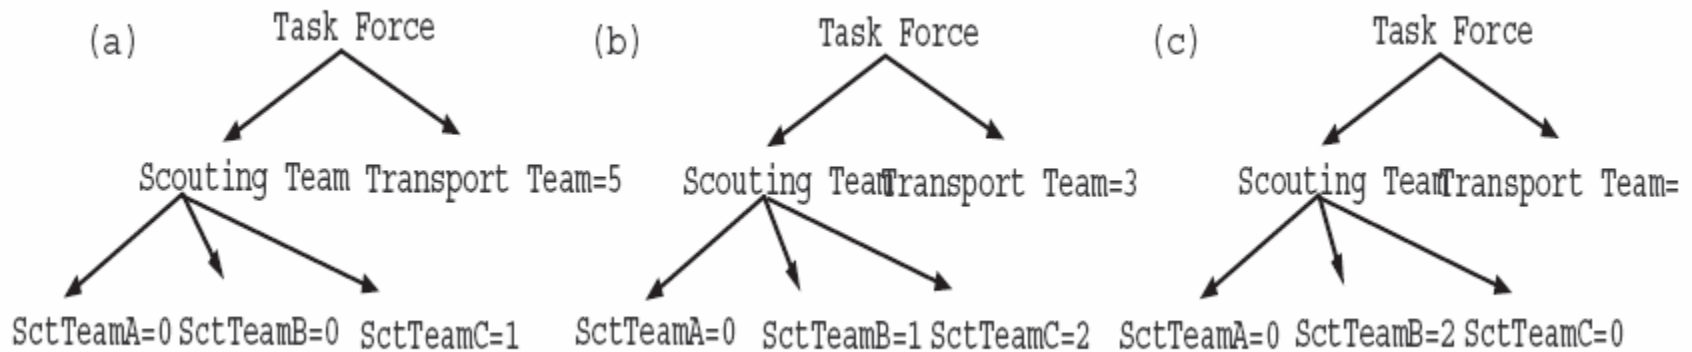 (a)
Task Force
Scouting Team Transport Team=5
SctTeamA=0 SctTeamB=0 SctTeamC=1
(b)
Task Force
Scouting Team Transport Team=3
SctTeamA=0 SctTeamB=1 SctTeamC=2
(c)
Task Force
Scouting Team Transport Team=
SctTeamA=0 SctTeamB=2 SctTeamC=0